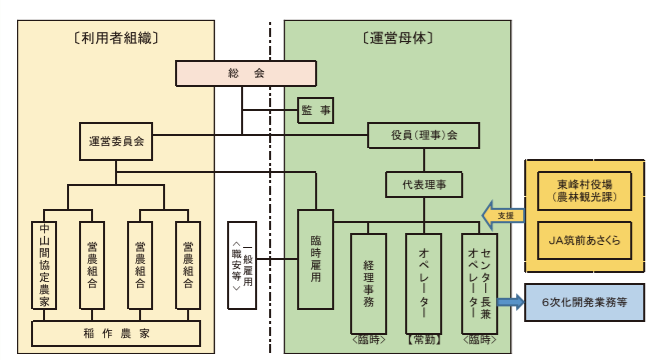 〔利用者組織〕
〔運営母体〕
総　会
監　事
運営委員会
役員(理事)会
代表理事
東峰村役場
(農林観光課)
支援
JA筑前あさくら
中山間協定農家
営農組合
営農組合
営農組合
一般雇用
〈職安等〉
臨時雇用
経理事務
オペレーター
センター長兼
オペレーター
6次化開発業務等
稲 作 農 家
〈臨時〉
【常勤】
〈臨時〉